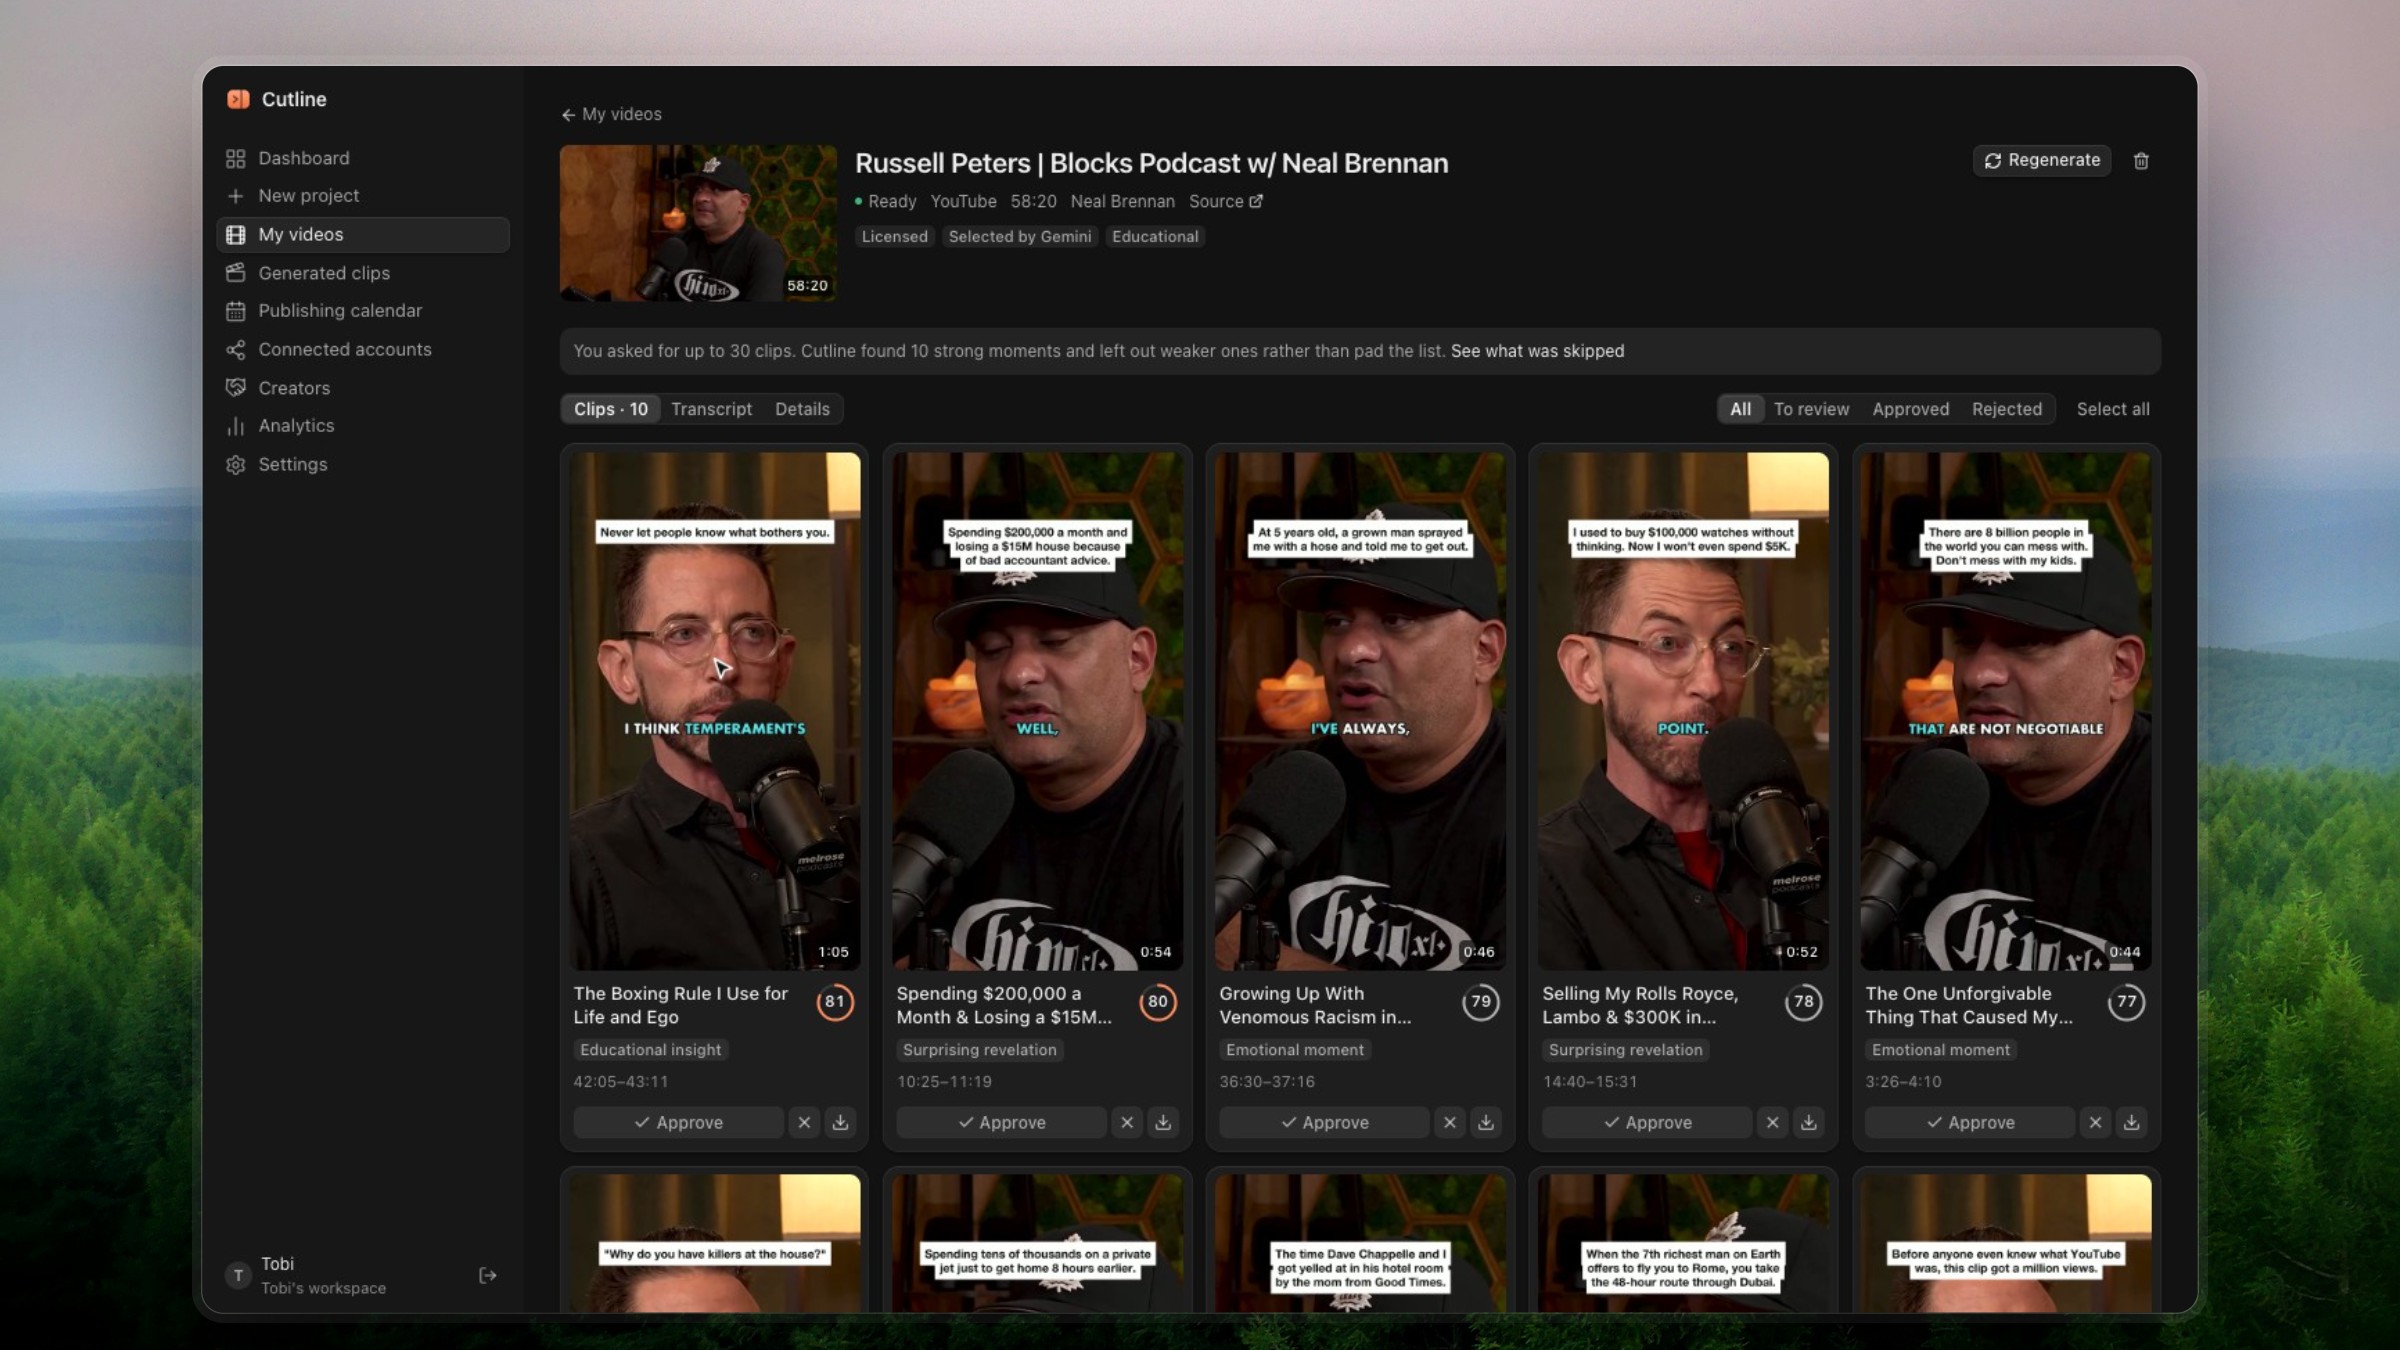 Cutline
Dashboard
New project
My videos
Generated clips
Publishing calendar
Connected accounts
Creators
Analytics
Settings
T
Tobi
Tobi's workspace
My videos
58:20
Russell Peters | Blocks Podcast w/ Neal Brennan
Ready YouTube 58:20 Neal Brennan Source
Licensed Selected by Gemini Educational
Regenerate
You asked for up to 30 clips. Cutline found 10 strong moments and left out weaker ones rather than pad the list. See what was skipped
Clips · 10 Transcript Details
All To review Approved Rejected Select all
Never let people know what bothers you.
I THINK TEMPERAMENT'S
melrose
podcasts
1:05
The Boxing Rule I Use for
Life and Ego
81
Educational insight
42:05–43:11
Approve
Spending $200,000 a month and
losing a $15M house because
of bad accountant advice.
WELL,
0:54
Spending $200,000 a
Month & Losing a $15M...
80
Surprising revelation
10:25–11:19
Approve
At 5 years old, a grown man sprayed
me with a hose and told me to get out.
I'VE ALWAYS,
0:46
Growing Up With
Venomous Racism in...
79
Emotional moment
36:30–37:16
Approve
I used to buy $100,000 watches without
thinking. Now I won't even spend $5K.
POINT.
melrose
podcasts
0:52
Selling My Rolls Royce,
Lambo & $300K in...
78
Surprising revelation
14:40–15:31
Approve
There are 8 billion people in
the world you can mess with.
Don't mess with my kids.
THAT ARE NOT NEGOTIABLE
0:44
The One Unforgivable
Thing That Caused My...
77
Emotional moment
3:26–4:10
Approve
"Why do you have killers at the house?"
Spending tens of thousands on a private
jet just to get home 8 hours earlier.
The time Dave Chappelle and I
got yelled at in his hotel room
by the mom from Good Times.
When the 7th richest man on Earth
offers to fly you to Rome, you take
the 48-hour route through Dubai.
Before anyone even knew what YouTube
was, this clip got a million views.